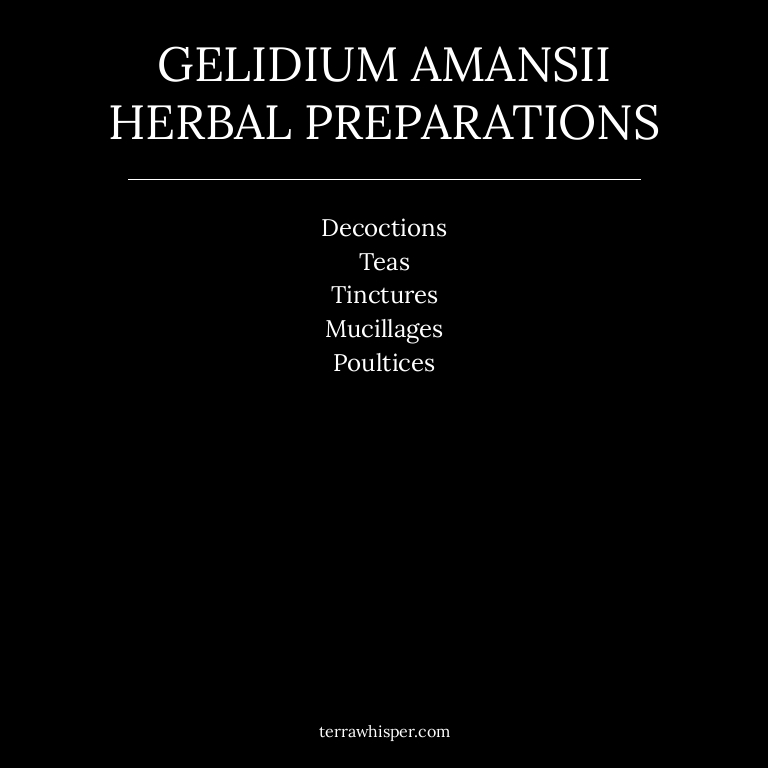 GELIDIUM AMANSII
HERBAL PREPARATIONS
Decoctions
Teas
Tinctures
Mucillages
Poultices
terrawhisper.com